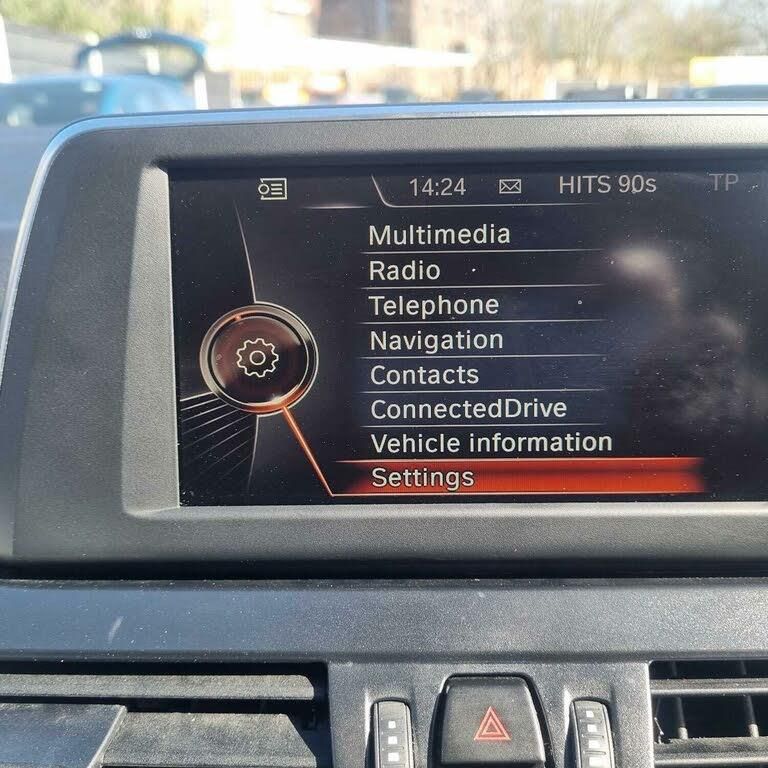 14:24 HITS 90s TP
Multimedia
Radio
Telephone
Navigation
Contacts
ConnectedDrive
Vehicle information
Settings